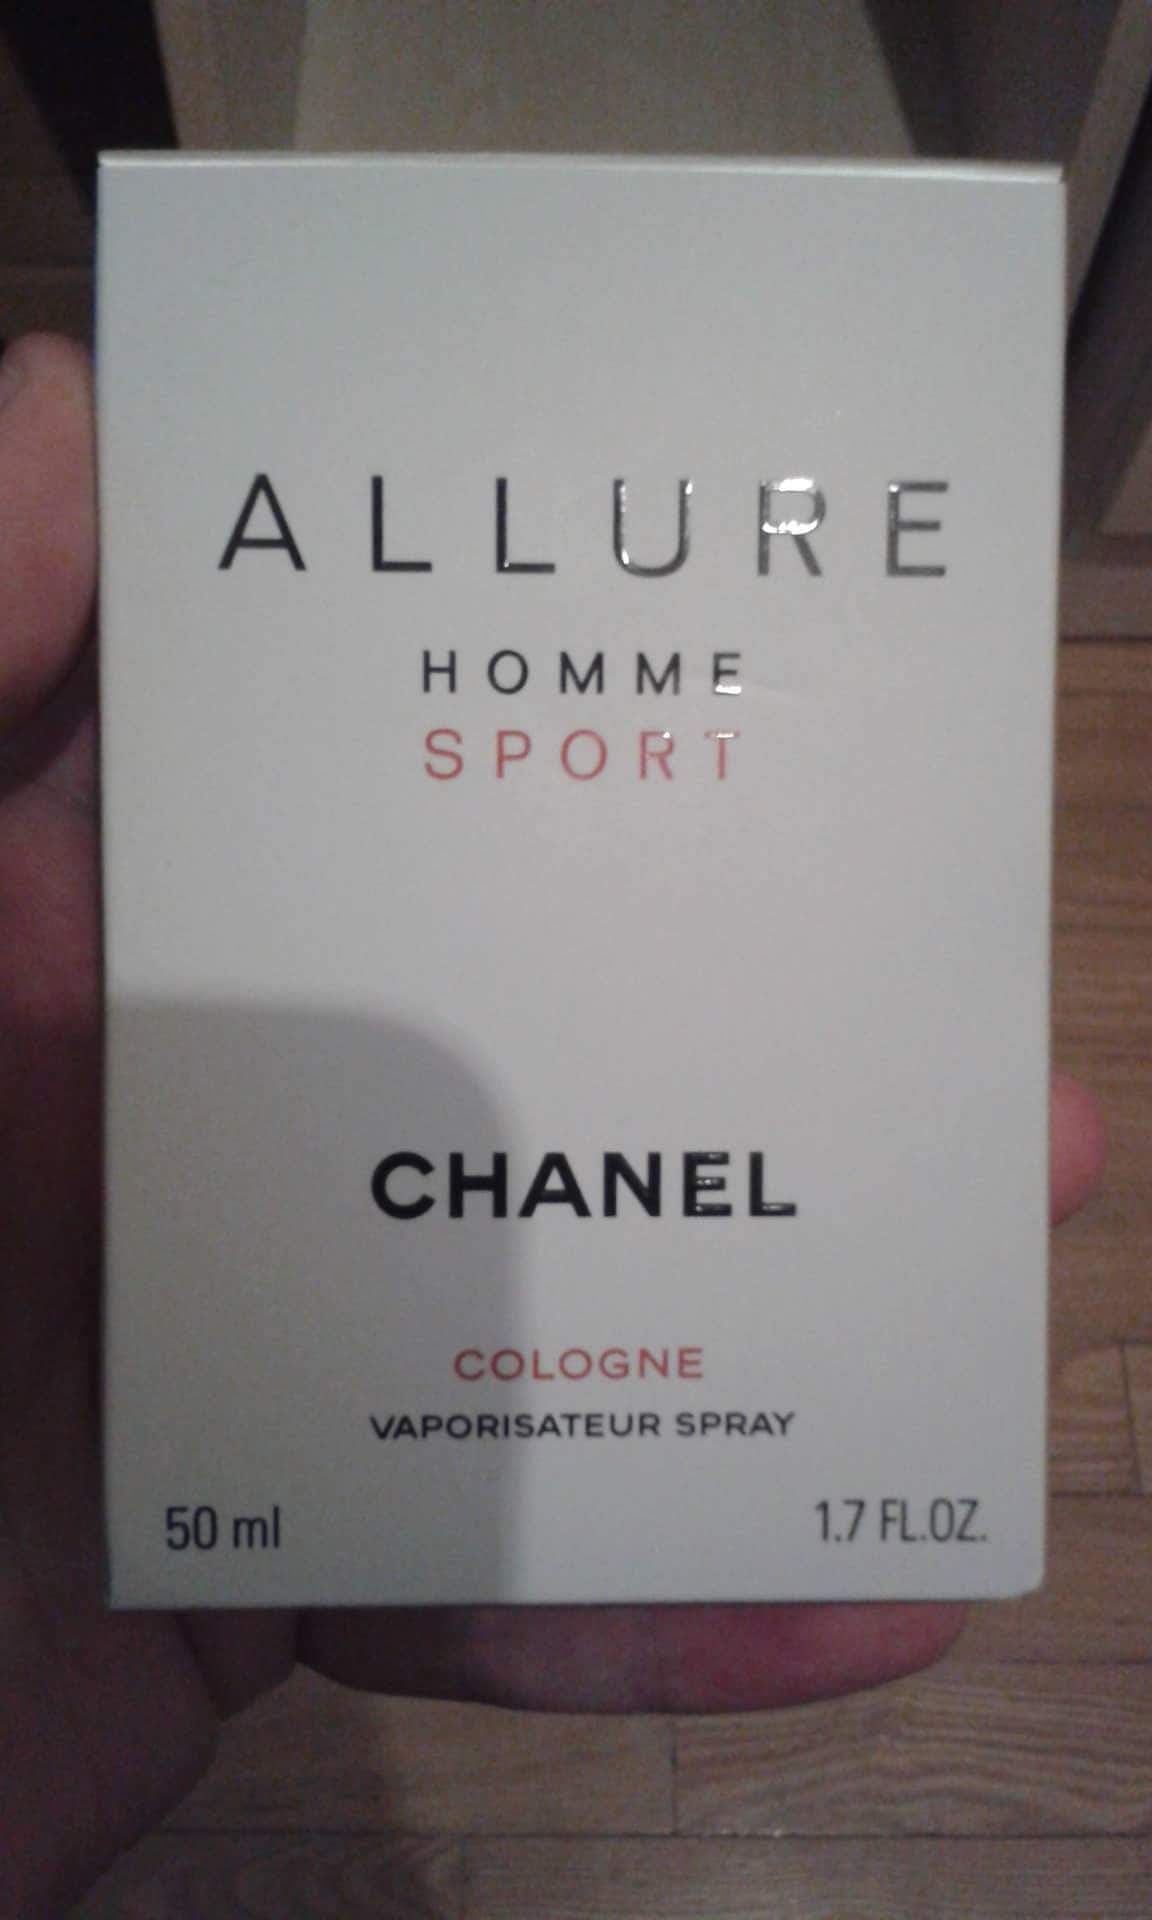 ALLURE
HOMME
SPORT
CHANEL
COLOGNE
VAPORISATEUR SPRAY
50 ml 1.7 FL.OZ.